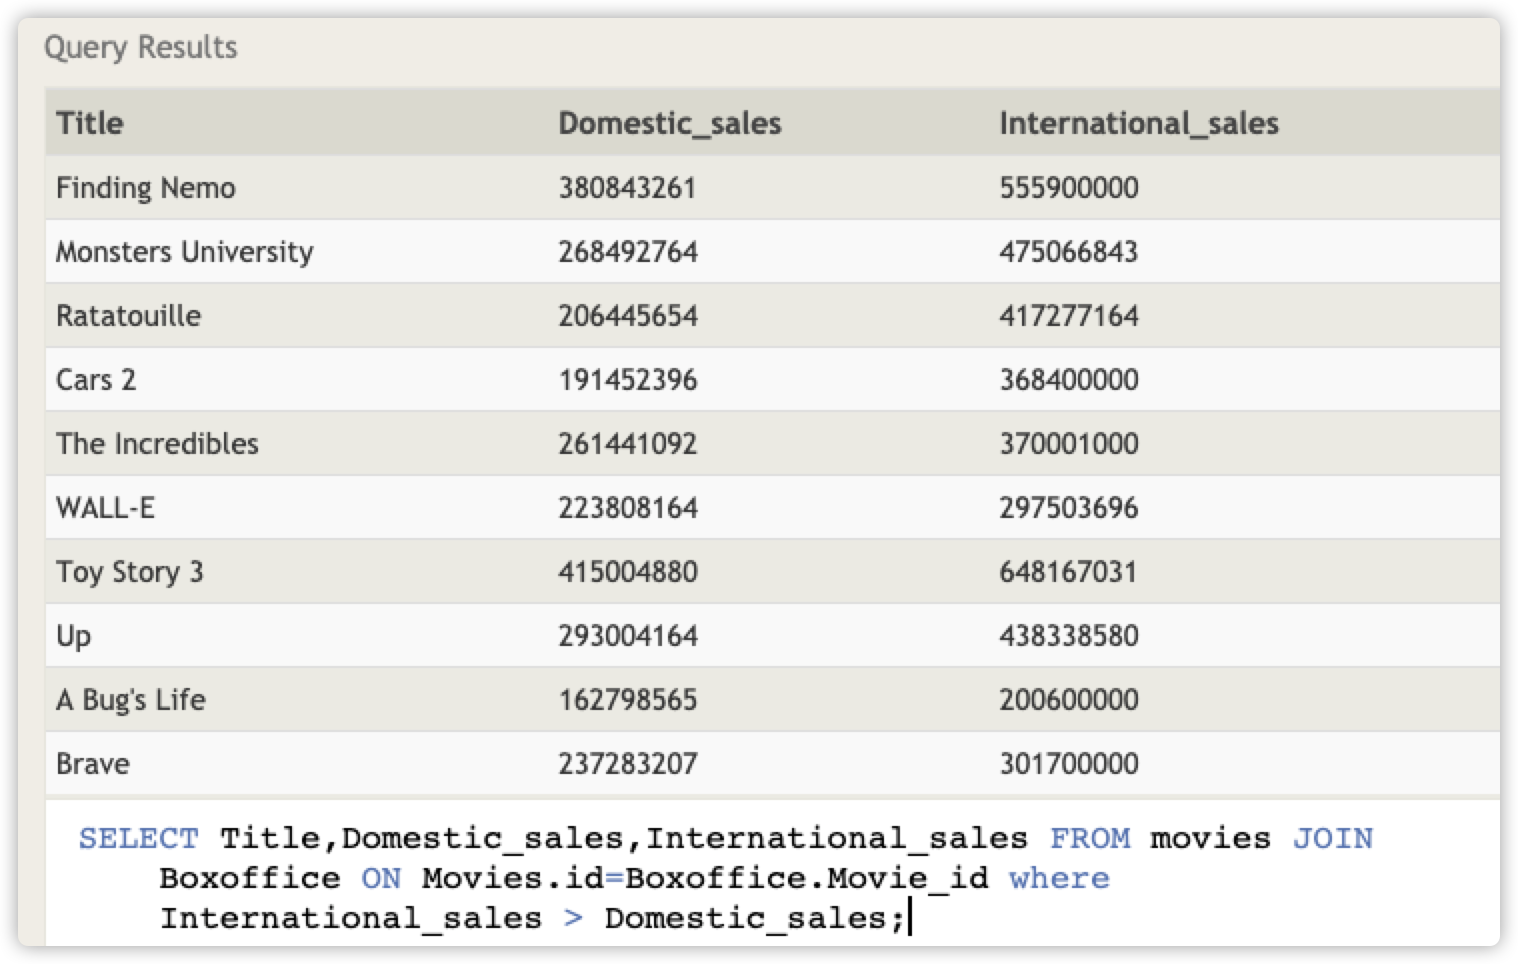 Query Results
Title Domestic_sales International_sales
Finding Nemo 380843261 555900000
Monsters University 268492764 475066843
Ratatouille 206445654 417277164
Cars 2 191452396 368400000
The Incredibles 261441092 370001000
WALL-E 223808164 297503696
Toy Story 3 415004880 648167031
Up 293004164 438338580
A Bug's Life 162798565 200600000
Brave 237283207 301700000
SELECT Title,Domestic_sales,International_sales FROM movies JOIN
Boxoffice ON Movies.id=Boxoffice.Movie_id where
International_sales > Domestic_sales;